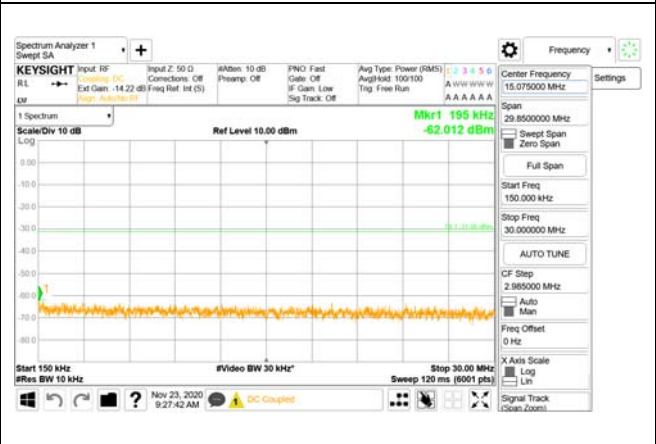 Spectrum Analyzer 1
Swept SA
Frequency
KEYSIGHT
RL
Input: RF
Coupling: DC
Ext Gain: -14.22 dB
Align: Auto/No RF
Input Z: 50 Ω
Corrections: Off
Freq Ref: Int (S)
#Atten: 10 dB
Preamp: Off
PNO: Fast
Gate: Off
IF Gain: Low
Sig Track: Off
Avg Type: Power (RMS)
Avg|Hold: 100/100
Trig: Free Run
1 2 3 4 5 6
A W W W W W
A A A A A A
1 Spectrum
Scale/Div 10 dB
Log
Ref Level 10.00 dBm
Mkr1 195 kHz
-62.012 dBm
0.00
-10.0
-20.0
-30.0
-40.0
-50.0
-60.0
-70.0
-80.0
1
Start 150 kHz
#Res BW 10 kHz
#Video BW 30 kHz*
Stop 30.00 MHz
Sweep 120 ms (6001 pts)
Nov 23, 2020
9:27:42 AM
DC Coupled
Center Frequency
15.075000 MHz
Settings
Span
29.8500000 MHz
Swept Span
Zero Span
Full Span
Start Freq
150.000 kHz
Stop Freq
30.000000 MHz
AUTO TUNE
CF Step
2.985000 MHz
Auto
Man
Freq Offset
0 Hz
X Axis Scale
Log
Lin
Signal Track
(Span Zoom)